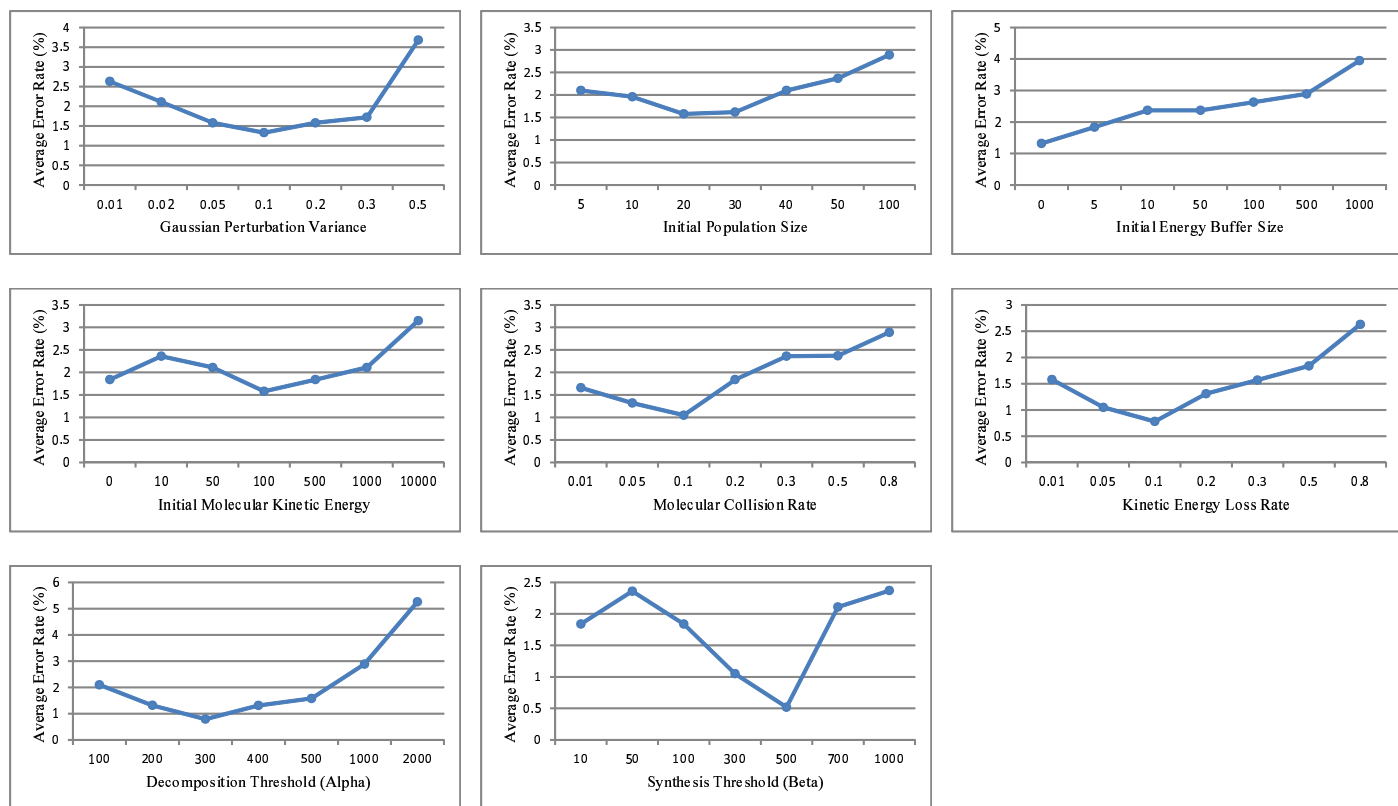 Average Error Rate (%)
4
3.5
3
2.5
2
1.5
1
0.5
0
0.01 0.02 0.05 0.1 0.2 0.3 0.5
Gaussian Perturbation Variance
Average Error Rate (%)
3.5
3
2.5
2
1.5
1
0.5
0
5 10 20 30 40 50 100
Initial Population Size
Average Error Rate (%)
5
4
3
2
1
0
0 5 10 50 100 500 1000
Initial Energy Buffer Size
Average Error Rate (%)
3.5
3
2.5
2
1.5
1
0.5
0
0 10 50 100 500 1000 10000
Initial Molecular Kinetic Energy
Average Error Rate (%)
3.5
3
2.5
2
1.5
1
0.5
0
0.01 0.05 0.1 0.2 0.3 0.5 0.8
Molecular Collision Rate
Average Error Rate (%)
3
2.5
2
1.5
1
0.5
0
0.01 0.05 0.1 0.2 0.3 0.5 0.8
Kinetic Energy Loss Rate
Average Error Rate (%)
6
5
4
3
2
1
0
100 200 300 400 500 1000 2000
Decomposition Threshold (Alpha)
Average Error Rate (%)
2.5
2
1.5
1
0.5
0
10 50 100 300 500 700 1000
Synthesis Threshold (Beta)